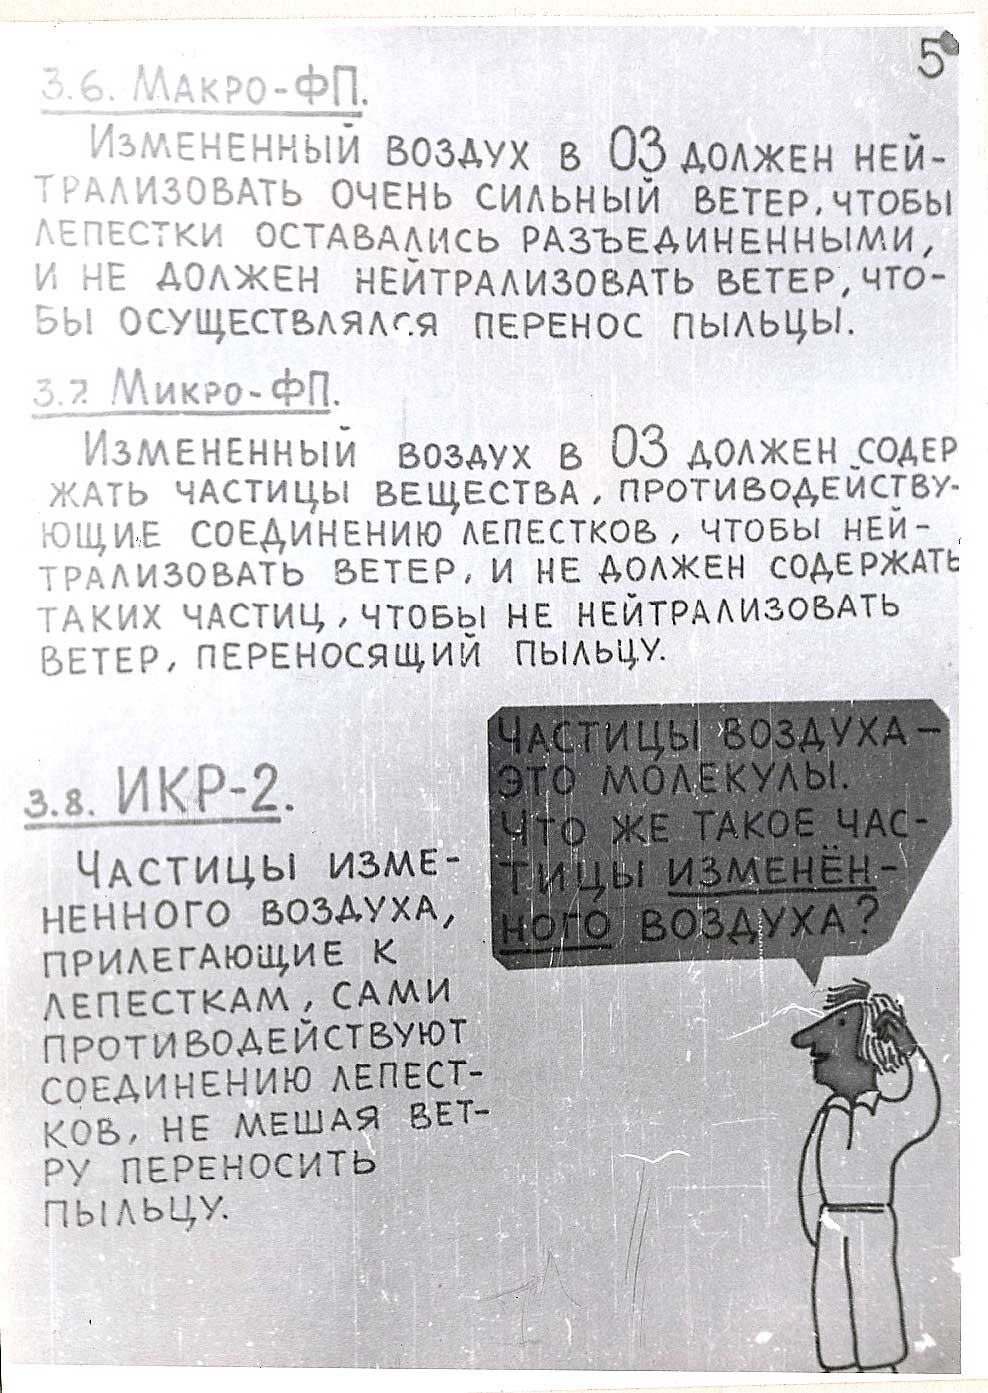 5
3.6. Макро-ФП.
Измененный воздух в ОЗ должен ней-
трализовать очень сильный ветер, чтобы
лепестки оставались разъединенными,
и не должен нейтрализовать ветер, что-
бы осуществлялся перенос пыльцы.
3.7 Микро-ФП.
Измененный воздух в ОЗ должен содер
жать частицы вещества, противодейству-
ющие соединению лепестков, чтобы ней-
трализовать ветер, и не должен содержать
таких частиц, чтобы не нейтрализовать
ветер, переносящий пыльцу.
3.8. ИКР-2.
Частицы изме-
ненного воздуха,
прилегающие к
лепесткам, сами
противодействуют
соединению лепест-
ков, не мешая вет-
ру переносить
пыльцу.
Частицы воздуха –
это молекулы.
Что же такое час-
тицы изменён-
ного воздуха?